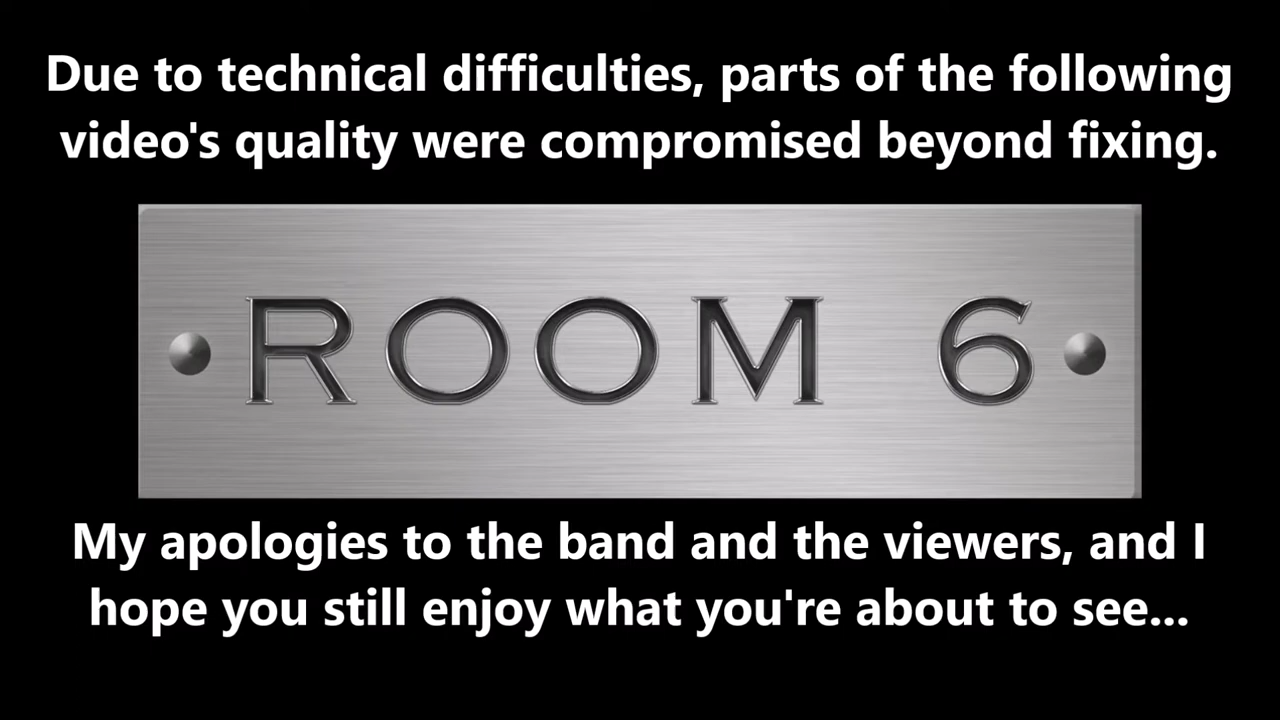 Due to technical difficulties, parts of the following
video's quality were compromised beyond fixing.
ROOM 6
My apologies to the band and the viewers, and I
hope you still enjoy what you're about to see...